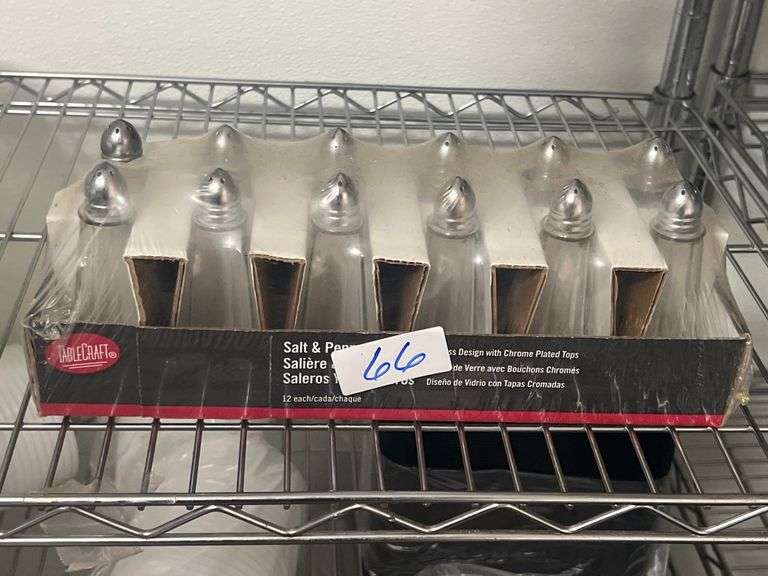 TABLECRAFT®
Salt & Pepp
Salière &
Saleros
12 each/cada/chaque
66
ss Design with Chrome Plated Tops
de Verre avec Bouchons Chromés
Diseño de Vidrio con Tapas Cromadas